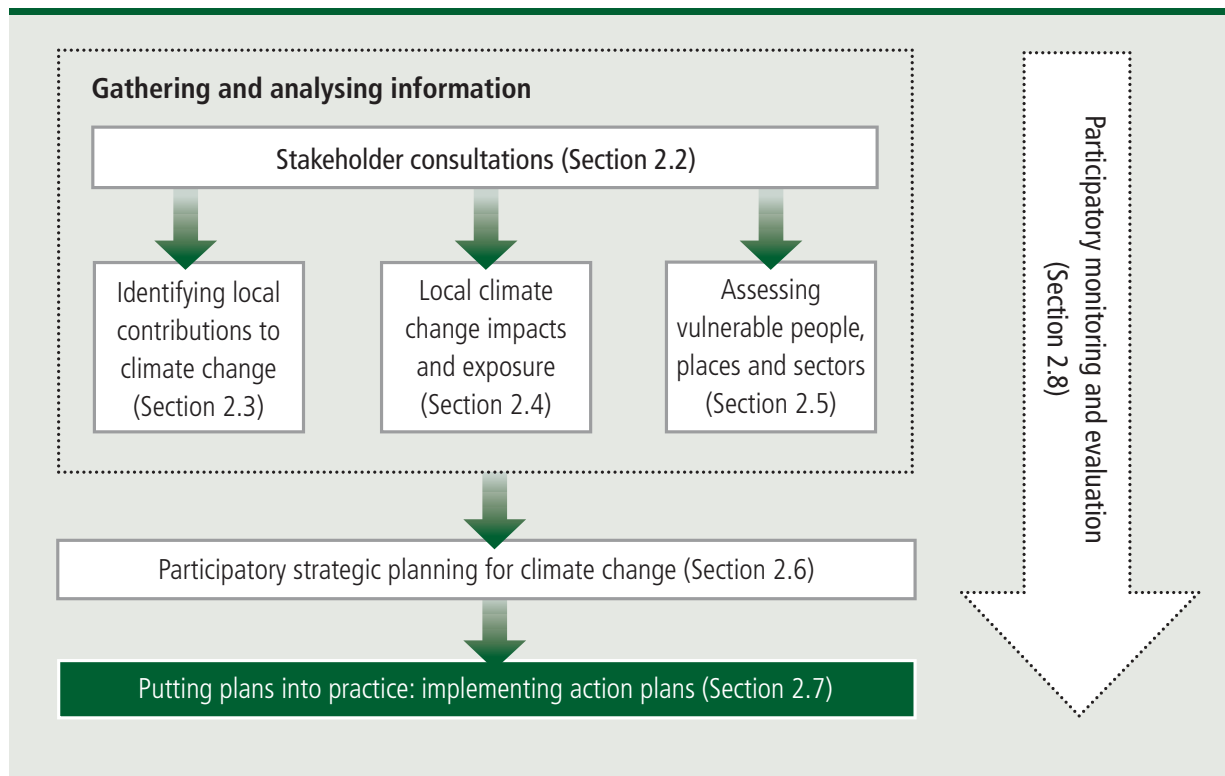 Gathering and analysing information
Stakeholder consultations (Section 2.2)
Identifying local
contributions to
climate change
(Section 2.3)
Local climate
change impacts
and exposure
(Section 2.4)
Assessing
vulnerable people,
places and sectors
(Section 2.5)
Participatory strategic planning for climate change (Section 2.6)
Putting plans into practice: implementing action plans (Section 2.7)
Participatory monitoring and evaluation
(Section 2.8)